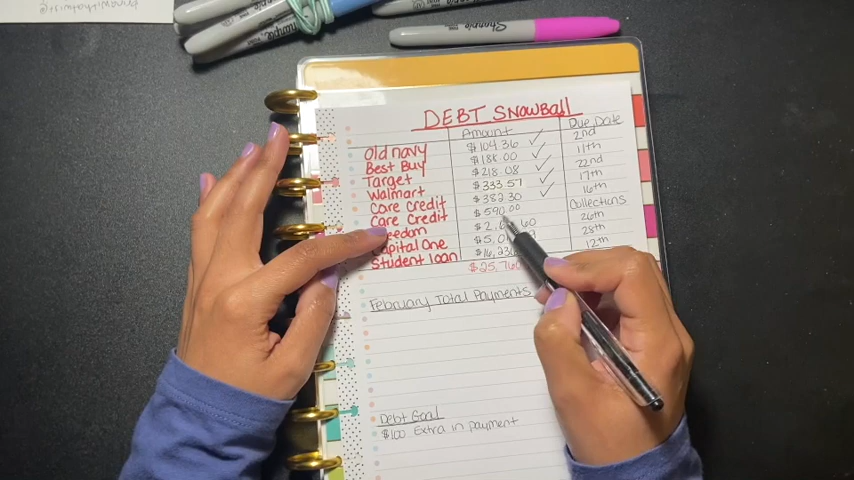 Sharpie
Sharpie
DEBT SNOWBALL
Amount Due Date
Old navy $104.36 ✓ 2nd
Best Buy $188.00 ✓ 11th
Target $218.08 ✓ 22nd
Walmart $333.57 ✓ 17th
Care Credit $382.30 ✓ 16th
Care Credit $590.00 Collections
26th
Capital One 28th
Student loan 12th
February Total Payments
Debt Goal
$100 Extra in payment